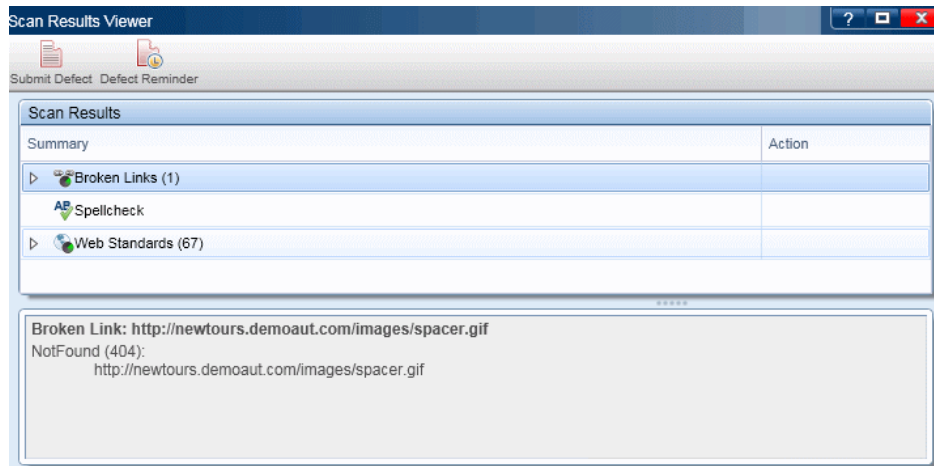 Scan Results Viewer
?
X
Submit Defect Defect Reminder
Scan Results
Summary Action
Broken Links (1)
AB Spellcheck
Web Standards (67)
Broken Link: http://newtours.demoaut.com/images/spacer.gif
NotFound (404):
http://newtours.demoaut.com/images/spacer.gif